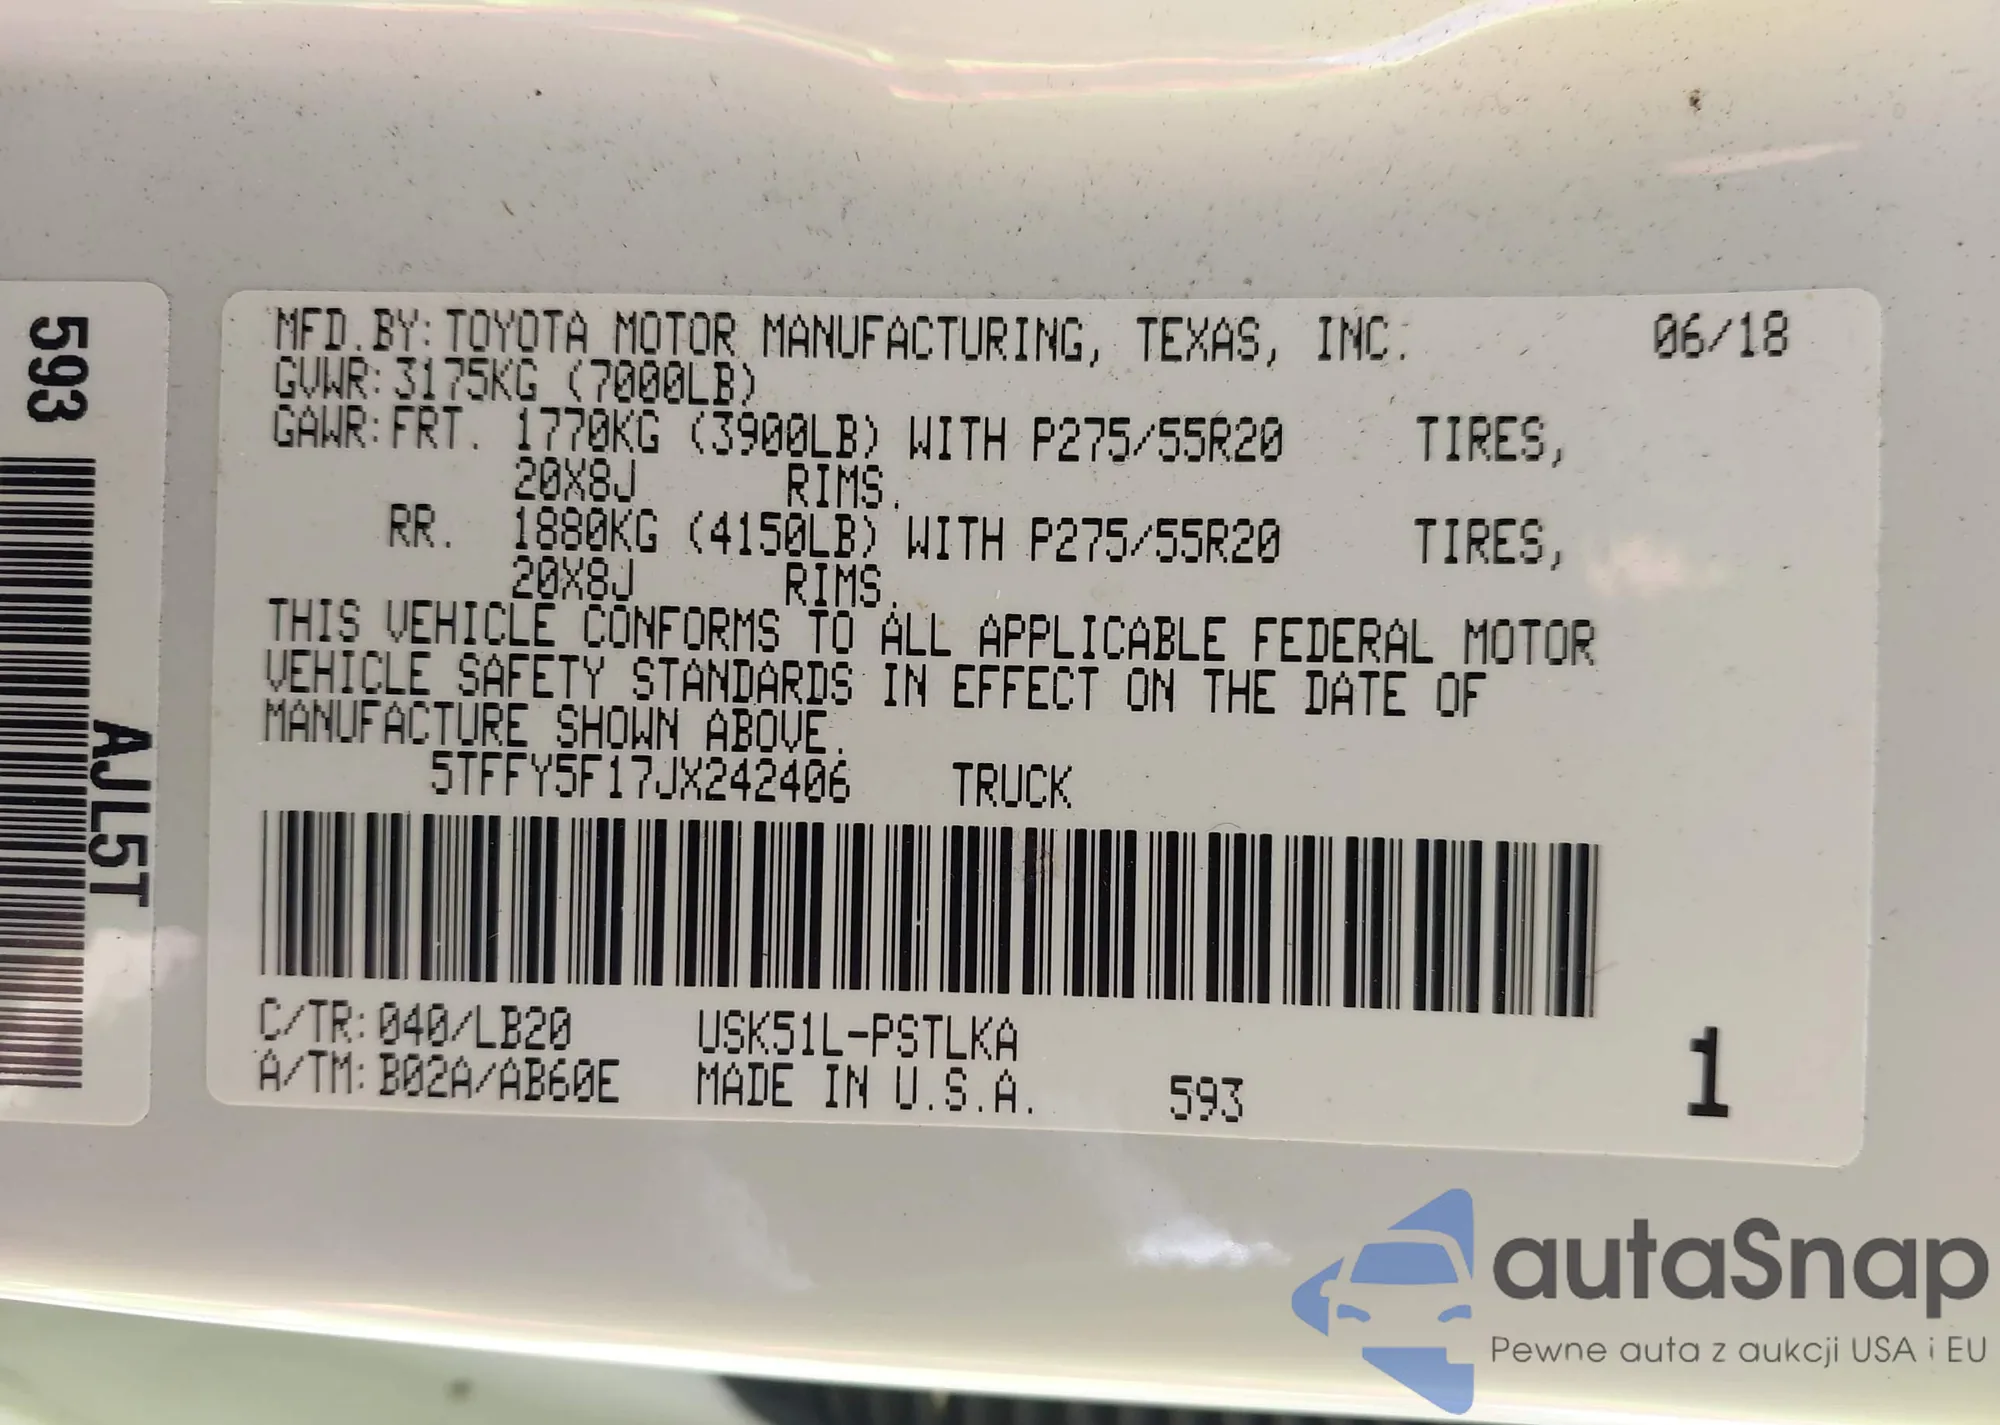 593
AJL5T
MFD.BY:TOYOTA MOTOR MANUFACTURING, TEXAS, INC. 06/18
GVWR:3175KG (7000LB)
GAWR:FRT. 1770KG (3900LB) WITH P275/55R20 TIRES,
20X8J RIMS.
RR. 1880KG (4150LB) WITH P275/55R20 TIRES,
20X8J RIMS.
THIS VEHICLE CONFORMS TO ALL APPLICABLE FEDERAL MOTOR
VEHICLE SAFETY STANDARDS IN EFFECT ON THE DATE OF
MANUFACTURE SHOWN ABOVE.
5TFFY5F17JX242406 TRUCK
C/TR:040/LB20 USK51L-PSTLKA
A/TM:B02A/AB60E MADE IN U.S.A. 593
1
autaSnap
Pewne auta z aukcji USA i EU